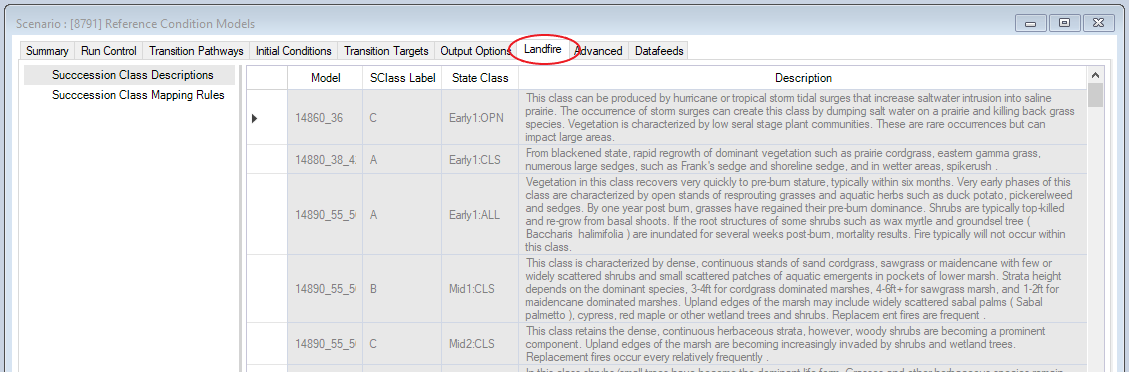 Scenario : [8791] Reference Condition Models
Summary Run Control Transition Pathways Initial Conditions Transition Targets Output Options Landfire Advanced Datafeeds
Succcession Class Descriptions
Succcession Class Mapping Rules
Model SClass Label State Class Description
14860_36 C Early1:OPN
This class can be produced by hurricane or tropical storm tidal surges that increase saltwater intrusion into saline
prairie. The occurrence of storm surges can create this class by dumping salt water on a prairie and killing back grass
species. Vegetation is characterized by low seral stage plant communities. These are rare occurrences but can
impact large areas.
14880_38_4 A Early1:CLS
From blackened state, rapid regrowth of dominant vegetation such as prairie cordgrass, eastern gamma grass,
numerous large sedges, such as Frank's sedge and shoreline sedge, and in wetter areas, spikerush .
14890_55_5 A Early1:ALL
Vegetation in this class recovers very quickly to pre-burn stature, typically within six months. Very early phases of this
class are characterized by open stands of resprouting grasses and aquatic herbs such as duck potato, pickerelweed
and sedges. By one year post burn, grasses have regained their pre-burn dominance. Shrubs are typically top-killed
and re-grow from basal shoots. If the root structures of some shrubs such as wax myrtle and groundsel tree (
Baccharis halimifolia ) are inundated for several weeks post-burn, mortality results. Fire typically will not occur within
this class.
14890_55_5 B Mid1:CLS
This class is characterized by dense, continuous stands of sand cordgrass, sawgrass or maidencane with few or
widely scattered shrubs and small scattered patches of aquatic emergents in pockets of lower marsh. Strata height
depends on the dominant species, 3-4ft for cordgrass dominated marshes, 4-6ft+ for sawgrass marsh, and 1-2ft for
maidencane dominated marshes. Upland edges of the marsh may include widely scattered sabal palms ( Sabal
palmetto ), cypress, red maple or other wetland trees and shrubs. Replacem ent fires are frequent .
14890_55_5 C Mid2:CLS
This class retains the dense, continuous herbaceous strata, however, woody shrubs are becoming a prominent
component. Upland edges of the marsh are becoming increasingly invaded by shrubs and wetland trees.
Replacement fires occur every relatively frequently .